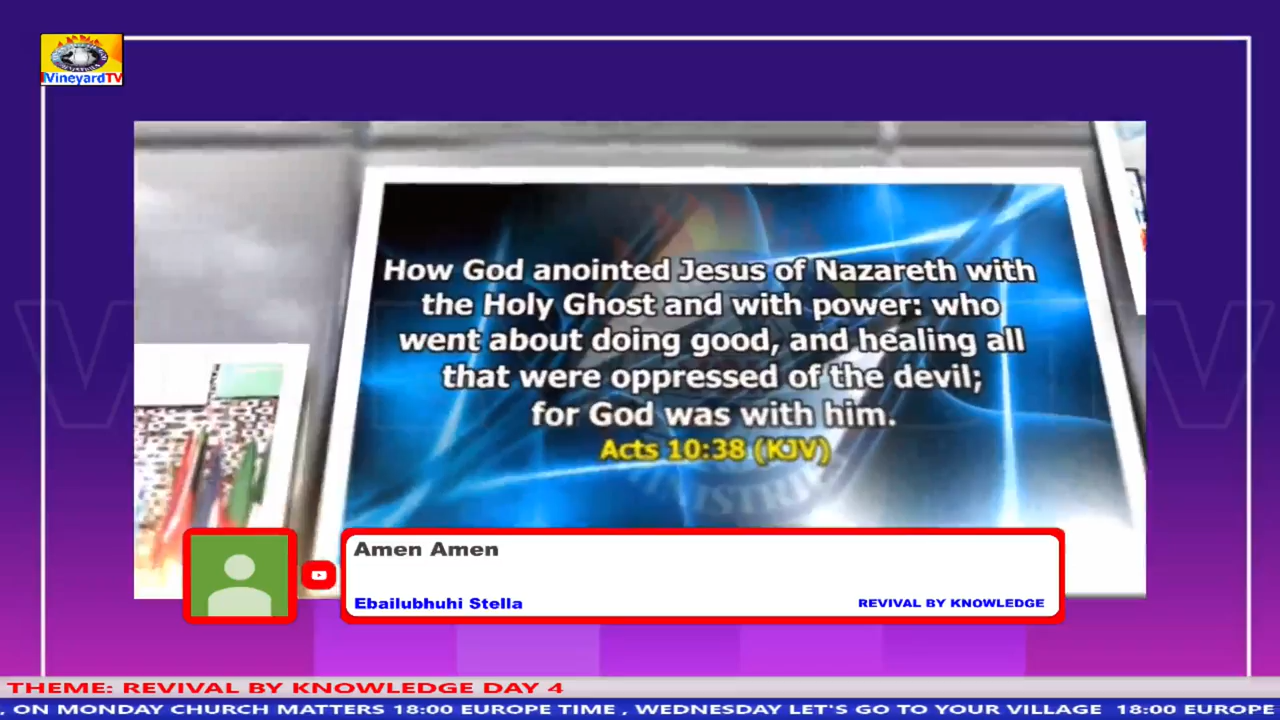 VineyardTV
How God anointed Jesus of Nazareth with
the Holy Ghost and with power: who
went about doing good, and healing all
that were oppressed of the devil;
for God was with him.
Acts 10:38 (KJV)
Amen Amen
Ebailubhuhi Stella
REVIVAL BY KNOWLEDGE
THEME: REVIVAL BY KNOWLEDGE DAY 4
, ON MONDAY CHURCH MATTERS 18:00 EUROPE TIME , WEDNESDAY LET'S GO TO YOUR VILLAGE 18:00 EUROPE